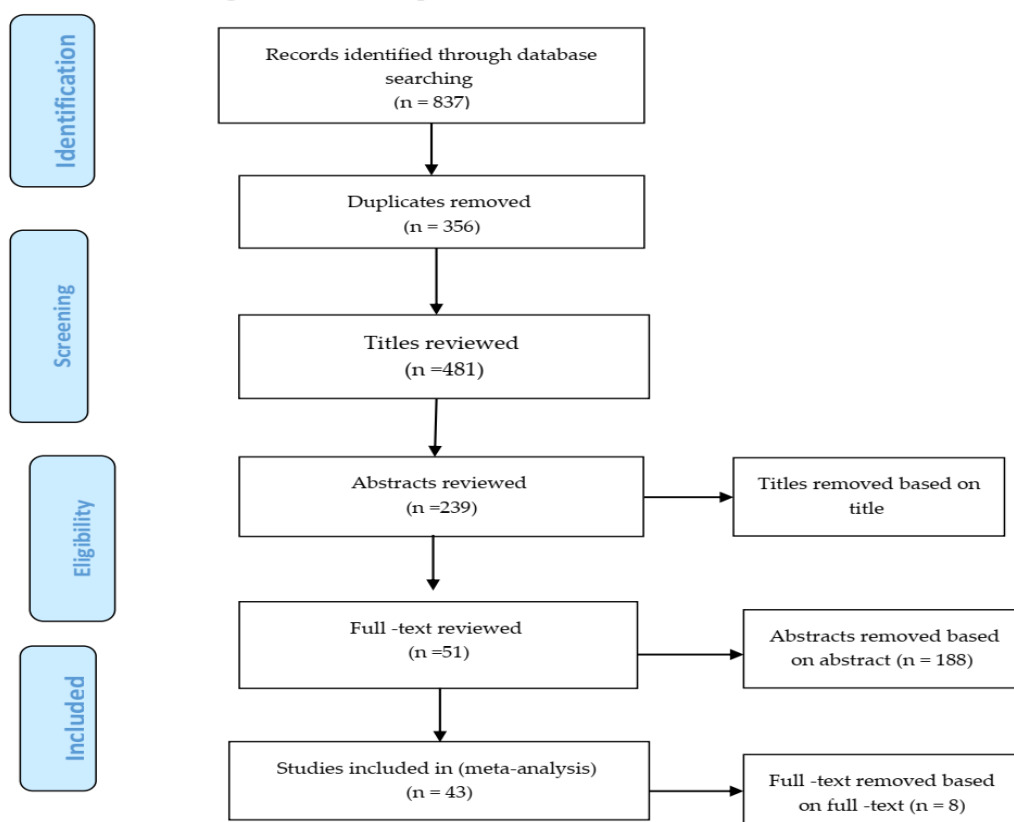 Identification
Records identified through database
searching
(n = 837)
Duplicates removed
(n = 356)
Screening
Titles reviewed
(n =481)
Eligibility
Abstracts reviewed
(n =239)
Titles removed based on
title
Full -text reviewed
(n =51)
Abstracts removed based
on abstract (n = 188)
Included
Studies included in (meta-analysis)
(n = 43)
Full -text removed based
on full -text (n = 8)